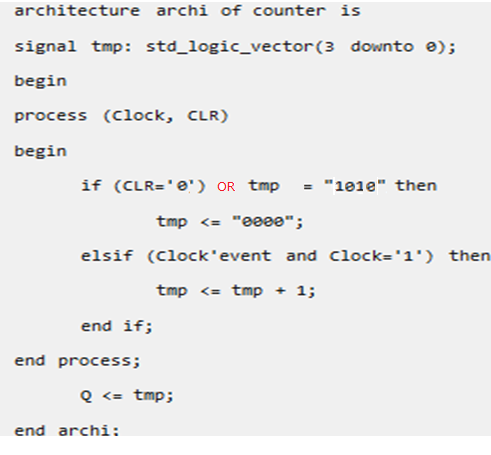 architecture archi of counter is
signal tmp: std_logic_vector(3 downto 0);
begin
process (Clock, CLR)
begin
if (CLR='0') OR tmp = "1010" then
tmp <= "0000";
elsif (Clock'event and Clock='1') then
tmp <= tmp + 1;
end if;
end process;
Q <= tmp;
end archi;